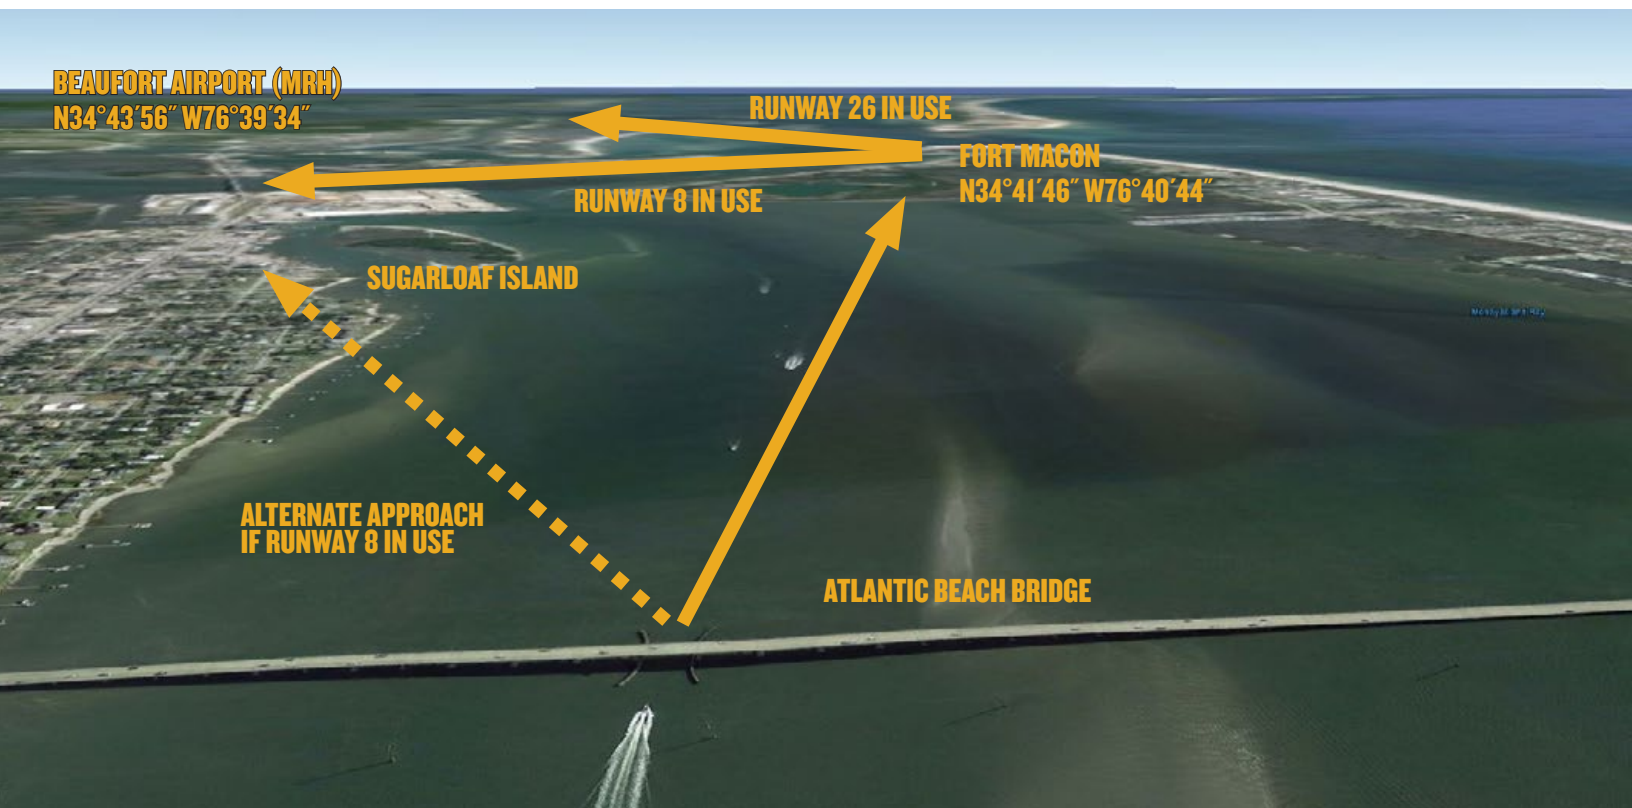 BEAUFORT AIRPORT (MRH)
N34°43′56″ W76°39′34″
RUNWAY 26 IN USE
FORT MACON
N34°41′46″ W76°40′44″
RUNWAY 8 IN USE
SUGARLOAF ISLAND
ALTERNATE APPROACH
IF RUNWAY 8 IN USE
ATLANTIC BEACH BRIDGE